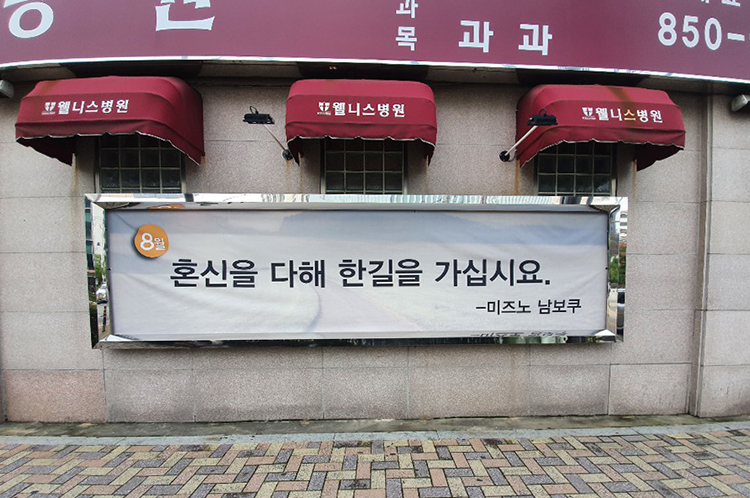 과
목
과과
850-
웰니스병원
웰니스병원
웰니스병원
8월
혼신을 다해 한길을 가십시요.
-미즈노 남보쿠